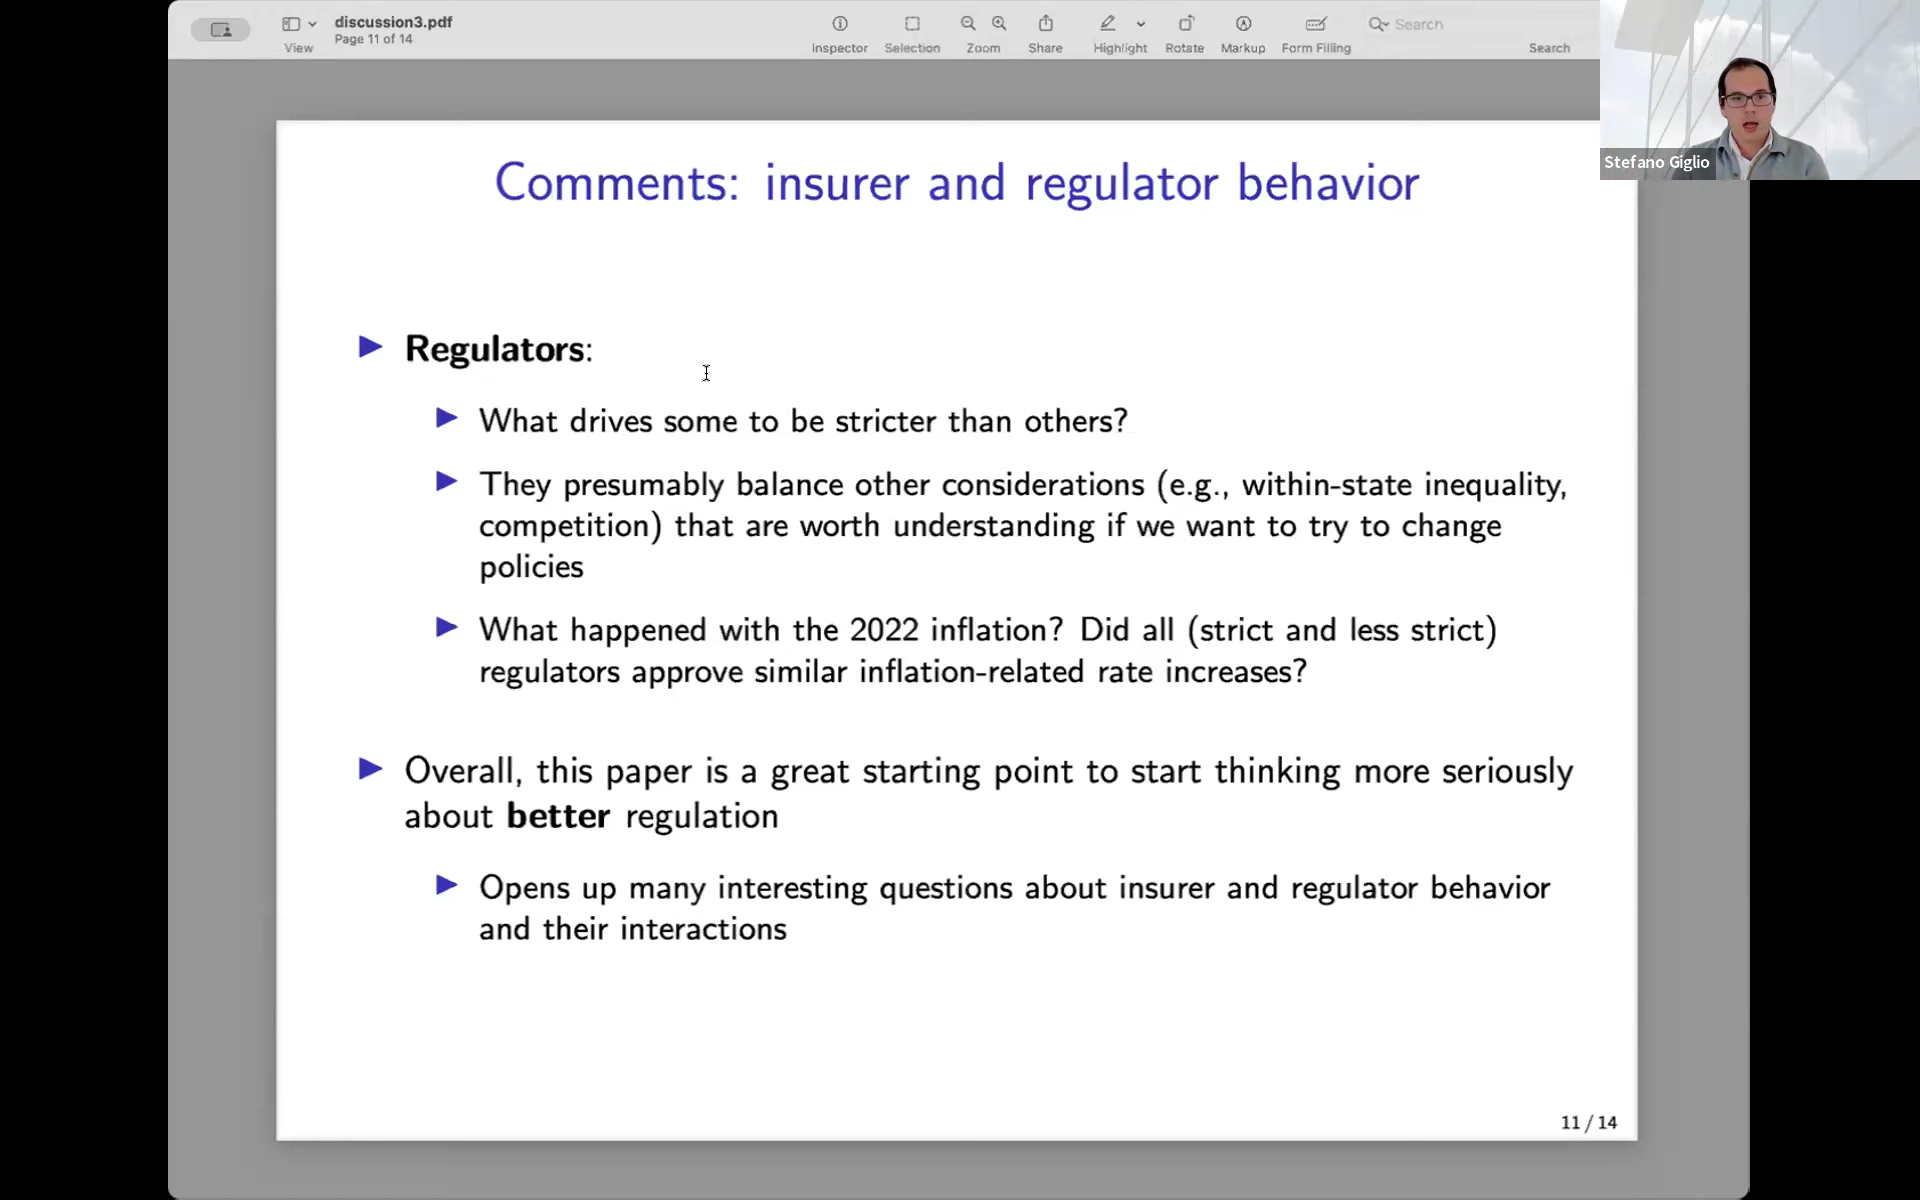 discussion3.pdf
Page 11 of 14
View
Inspector
Selection
Zoom
Share
Highlight
Rotate
Markup
Form Filling
Search
Search
Stefano Giglio
Comments: insurer and regulator behavior
Regulators:
What drives some to be stricter than others?
They presumably balance other considerations (e.g., within-state inequality,
competition) that are worth understanding if we want to try to change
policies
What happened with the 2022 inflation? Did all (strict and less strict)
regulators approve similar inflation-related rate increases?
Overall, this paper is a great starting point to start thinking more seriously
about better regulation
Opens up many interesting questions about insurer and regulator behavior
and their interactions
11 / 14